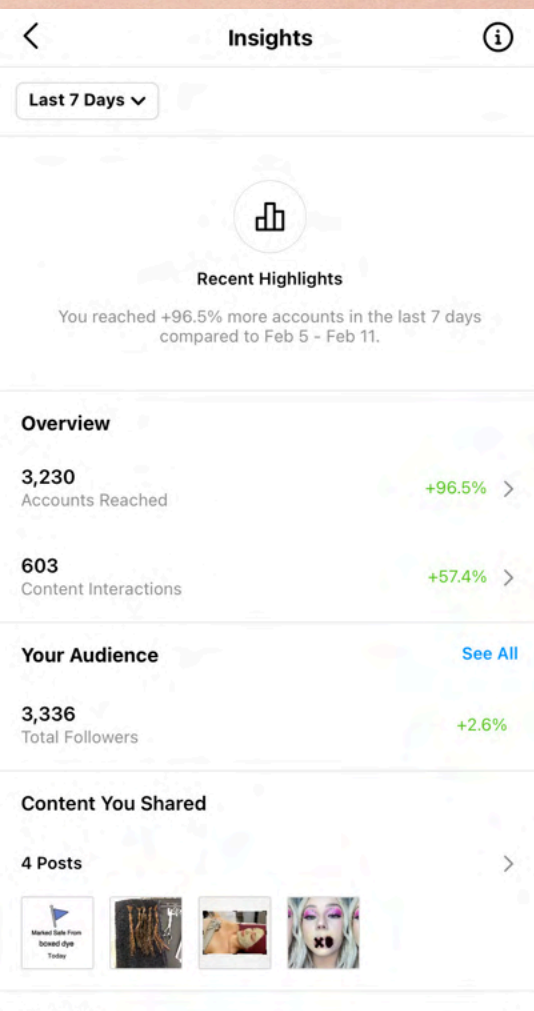 Insights
Last 7 Days
Recent Highlights
You reached +96.5% more accounts in the last 7 days
compared to Feb 5 - Feb 11.
Overview
3,230
Accounts Reached
+96.5%
603
Content Interactions
+57.4%
Your Audience
See All
3,336
Total Followers
+2.6%
Content You Shared
4 Posts
Marked Safe From
boxed dye
Today